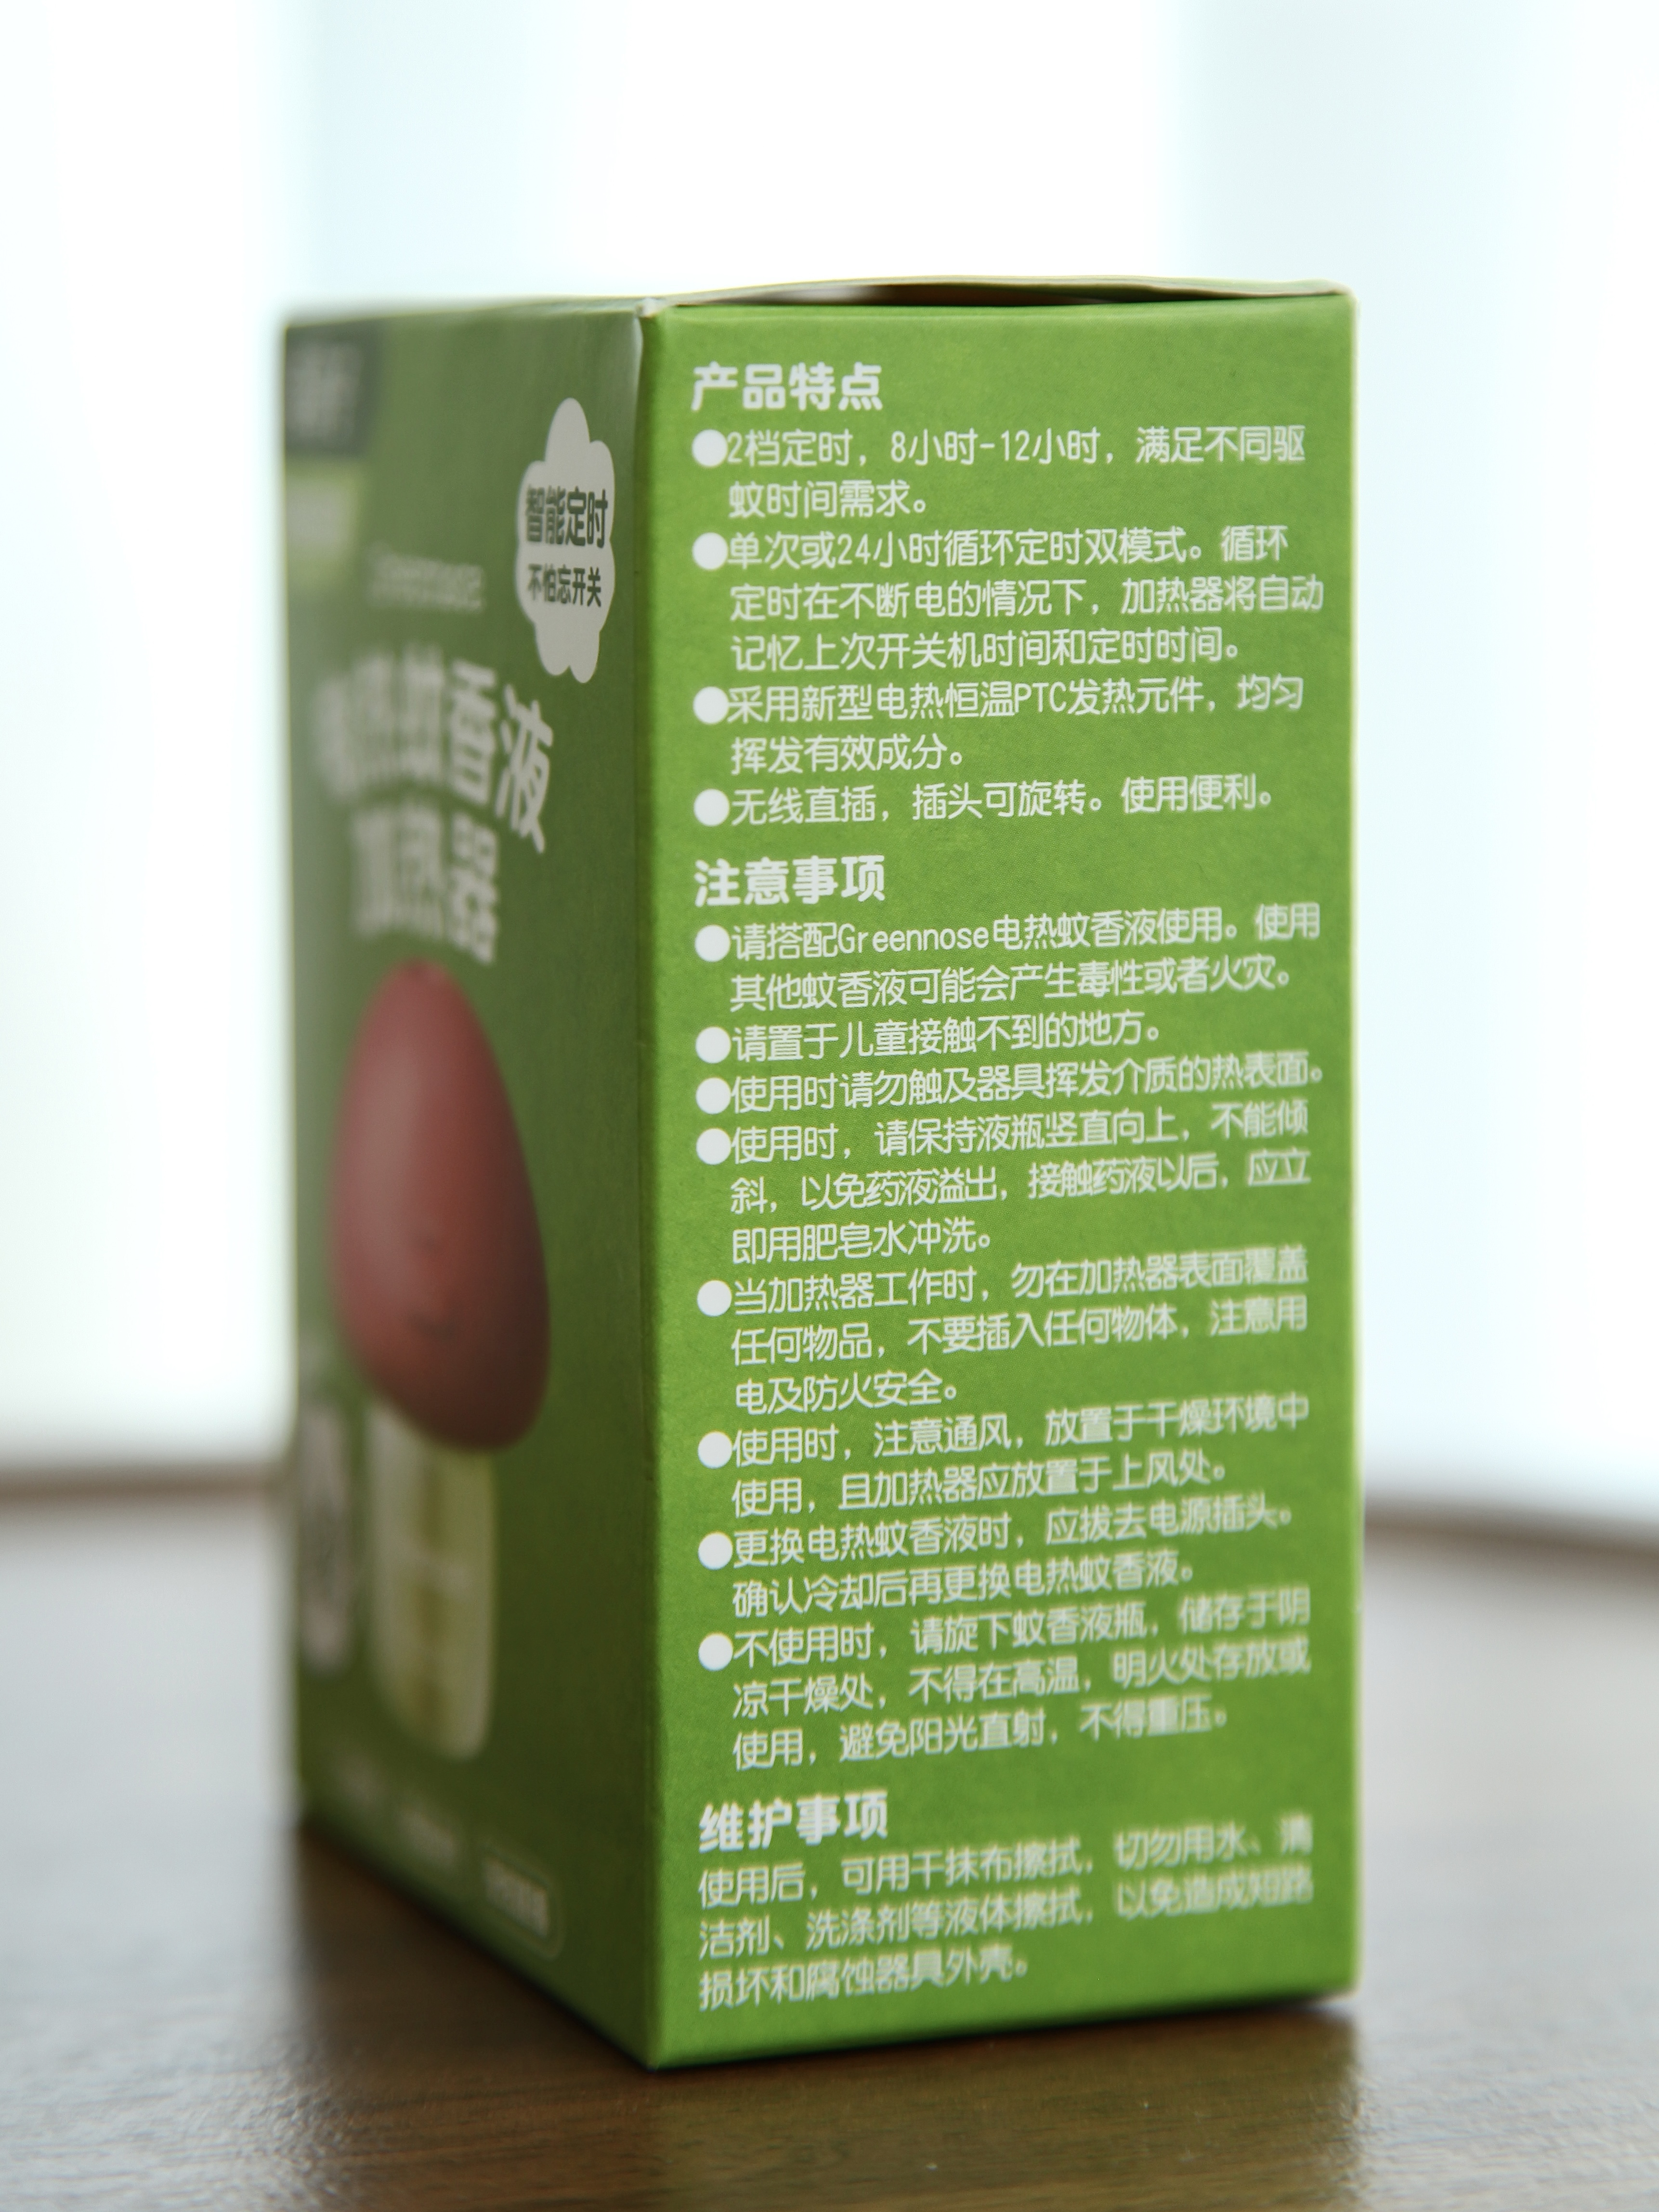 智能定时
不怕忘开关
电热蚊香液
加热器
产品特点
●2档定时，8小时-12小时，满足不同驱
蚊时间需求。
●单次或24小时循环定时双模式。循环
定时在不断电的情况下，加热器将自动
记忆上次开关机时间和定时时间。
●采用新型电热恒温PTC发热元件，均匀
挥发有效成分。
●无线直插，插头可旋转。使用便利。
注意事项
●请搭配Greennose电热蚊香液使用。使用
其他蚊香液可能会产生毒性或者火灾。
●请置于儿童接触不到的地方。
●使用时请勿触及器具挥发介质的热表面。
●使用时，请保持液瓶竖直向上，不能倾
斜，以免药液溢出，接触药液以后，应立
即用肥皂水冲洗。
●当加热器工作时，勿在加热器表面覆盖
任何物品，不要插入任何物体，注意用
电及防火安全。
●使用时，注意通风，放置于干燥环境中
使用，且加热器应放置于上风处。
●更换电热蚊香液时，应拔去电源插头。
确认冷却后再更换电热蚊香液。
●不使用时，请旋下蚊香液瓶，储存于阴
凉干燥处，不得在高温，明火处存放或
使用，避免阳光直射，不得重压。
维护事项
使用后，可用干抹布擦拭，切勿用水、清
洁剂、洗涤剂等液体擦拭，以免造成短路
损坏和腐蚀器具外壳。